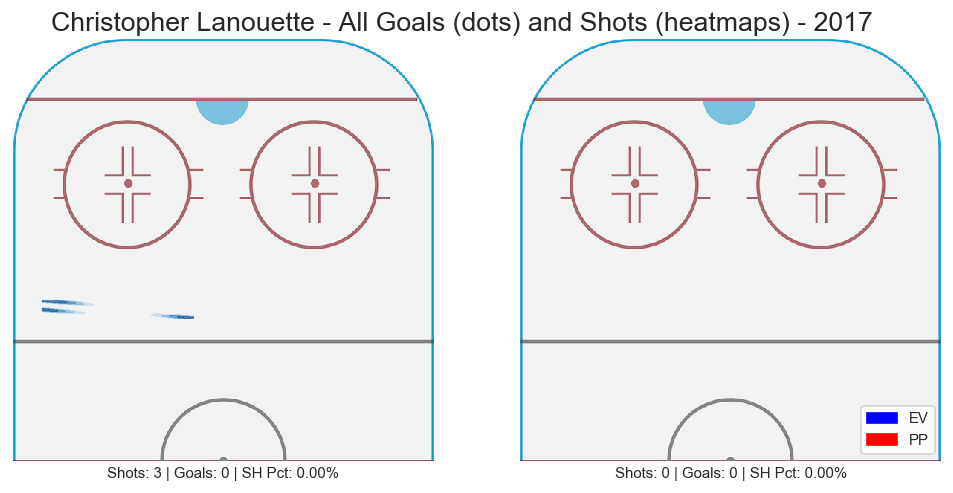 Christopher Lanouette - All Goals (dots) and Shots (heatmaps) - 2017
EV
PP
Shots: 3 | Goals: 0 | SH Pct: 0.00%
Shots: 0 | Goals: 0 | SH Pct: 0.00%